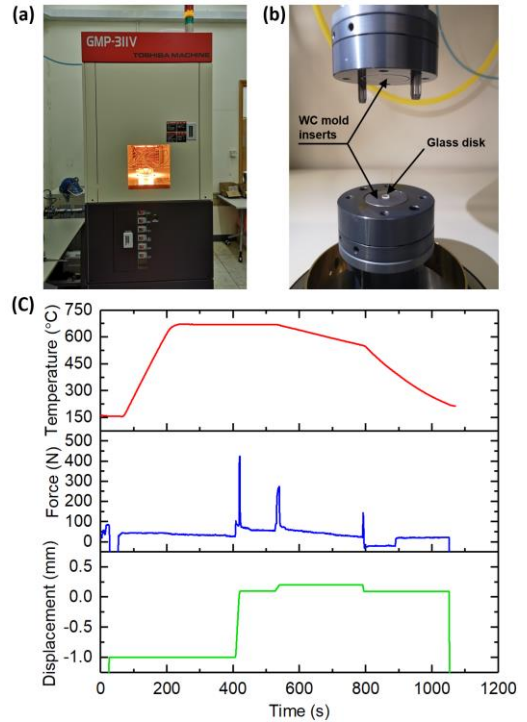 (a)
GMP-311V
TOSHIBA MACHINE
(b)
WC mold
inserts
Glass disk
(C)
Temperature (°C)
750
600
450
300
150
Force (N)
500
400
300
200
100
0
Displacement (mm)
0.5
0.0
-0.5
-1.0
0 200 400 600 800 1000 1200
Time (s)